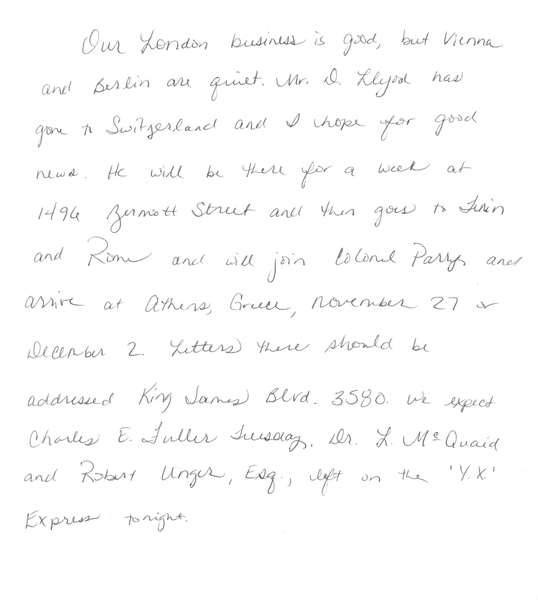 Our London business is good, but Vienna
and Berlin are quiet. Mr. D. Llyod has
gone to Switzerland and I hope for good
news. He will be there for a week at
1496 Zermott Street and then goes to Turin
and Rome and will join Colonel Parry and
arrive at Athens, Greece, November 27 or
December 2. Letters there should be
addressed King James Blvd. 3580. We expect
Charles E. Fuller Tuesday. Dr. L. McQuaid
and Robert Unger, Esq., left on the 'Y.X.'
Express tonight.